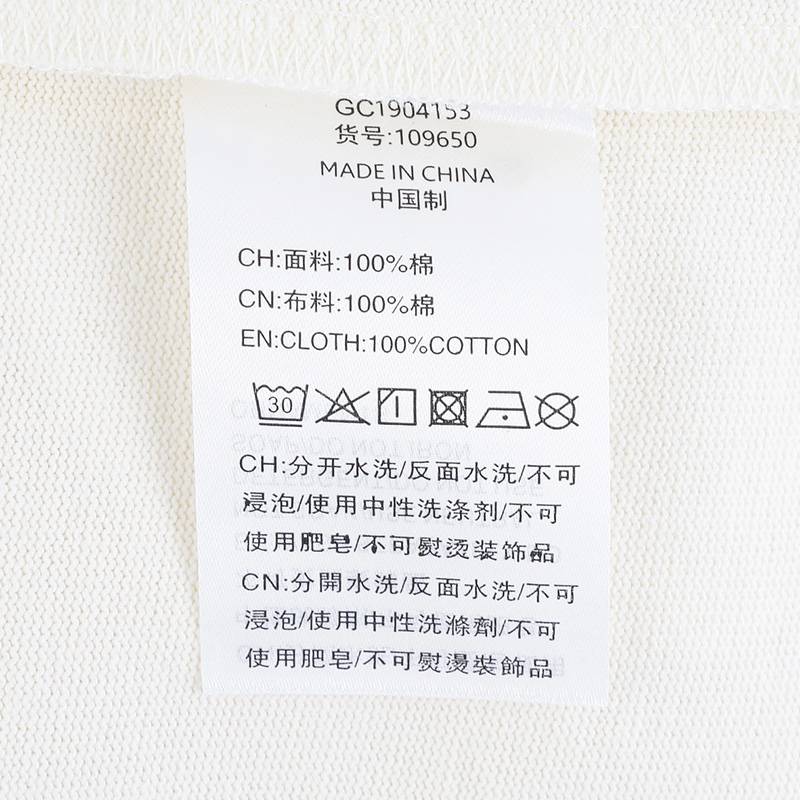 GC1904153
货号:109650
MADE IN CHINA
中国制
CH:面料:100%棉
CN:布料:100%棉
EN:CLOTH:100%COTTON
30
CH:分开水洗/反面水洗/不可
浸泡/使用中性洗涤剂/不可
使用肥皂/不可熨烫装饰品
CN:分開水洗/反面水洗/不可
浸泡/使用中性洗滌劑/不可
使用肥皂/不可熨燙裝飾品